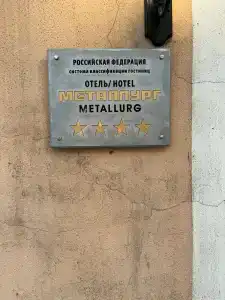 РОССИЙСКАЯ ФЕДЕРАЦИЯ
СИСТЕМА КЛАССИФИКАЦИИ ГОСТИНИЦ
ОТЕЛЬ/HOTEL
МЕТАЛЛУРГ
METALLURG